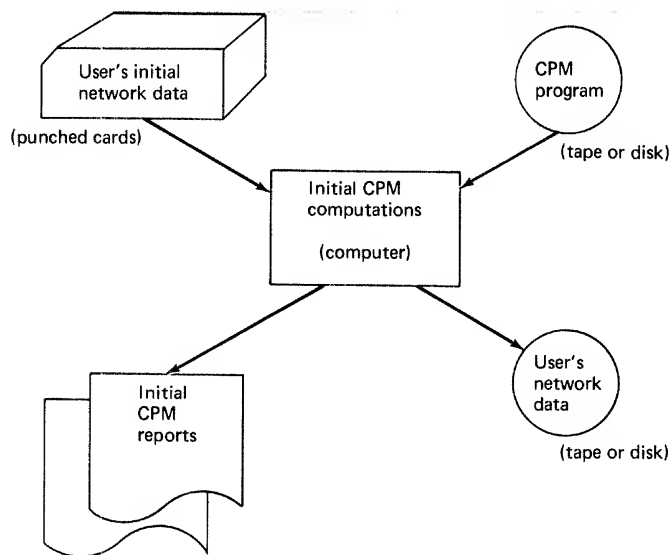 User's initial
network data
(punched cards)
CPM
program
(tape or disk)
Initial CPM
computations
(computer)
Initial
CPM
reports
User's
network
data
(tape or disk)